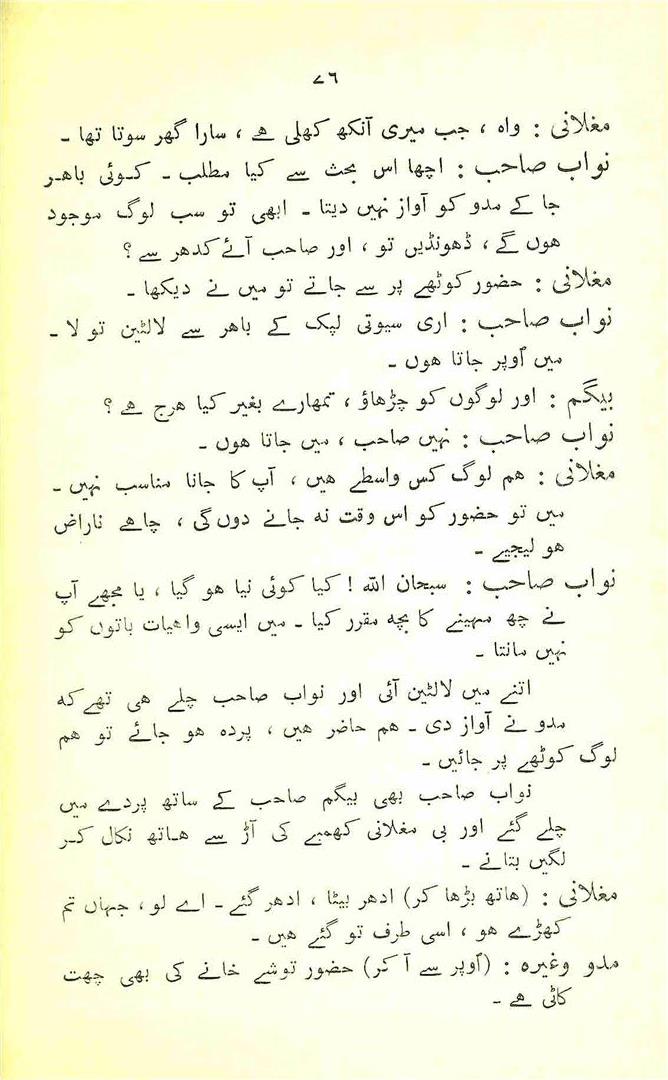 ۷٦
مغلانی : واہ ، جب میری آنکھ کھلی ہے ، سارا گھر سوتا تھا ۔
نواب صاحب : اچھا اس بحث سے کیا مطلب ۔ کوئی باہر
جا کے مدو کو آواز نہیں دیتا ۔ ابھی تو سب لوگ موجود
ہوں گے ، ڈھونڈیں تو ، اور صاحب آئے کدھر سے ؟
مغلانی : حضور کوٹھے پر سے جاتے تو میں نے دیکھا ۔
نواب صاحب : اری سیوتی لپک کے باہر سے لالٹین تو لا ۔
میں اُوپر جاتا ہوں ۔
بیگم : اور لوگوں کو چڑھاؤ ، تمھارے بغیر کیا ہرج ہے ؟
نواب صاحب : نہیں صاحب ، میں جاتا ہوں ۔
مغلانی : ہم لوگ کس واسطے ہیں ، آپ کا جانا مناسب نہیں ۔
میں تو حضور کو اس وقت نہ جانے دوں گی ، چاہے ناراض
ہو لیجیے ۔
نواب صاحب : سبحان اللہ ! کیا کوئی نیا ہو گیا ، یا مجھے آپ
نے چھ مہینے کا بچہ مقرر کیا ۔ میں ایسی واہیات باتوں کو
نہیں مانتا ۔
اتنے میں لالٹین آئی اور نواب صاحب چلے ہی تھے کہ
مدو نے آواز دی ۔ ہم حاضر ہیں ، پردہ ہو جائے تو ہم
لوگ کوٹھے پر جائیں ۔
نواب صاحب بھی بیگم صاحب کے ساتھ پردے میں
چلے گئے اور بی مغلانی کھمبے کی آڑ سے ہاتھ نکال کر
لگیں بتانے ۔
مغلانی : (ہاتھ بڑھا کر) ادھر بیٹا ، ادھر گئے ۔ اے لو ، جہاں تم
کھڑے ہو ، اسی طرف تو گئے ہیں ۔
مدو وغیرہ : (اُوپر سے آ کر) حضور توشے خانے کی بھی چھت
کاٹی ہے ۔